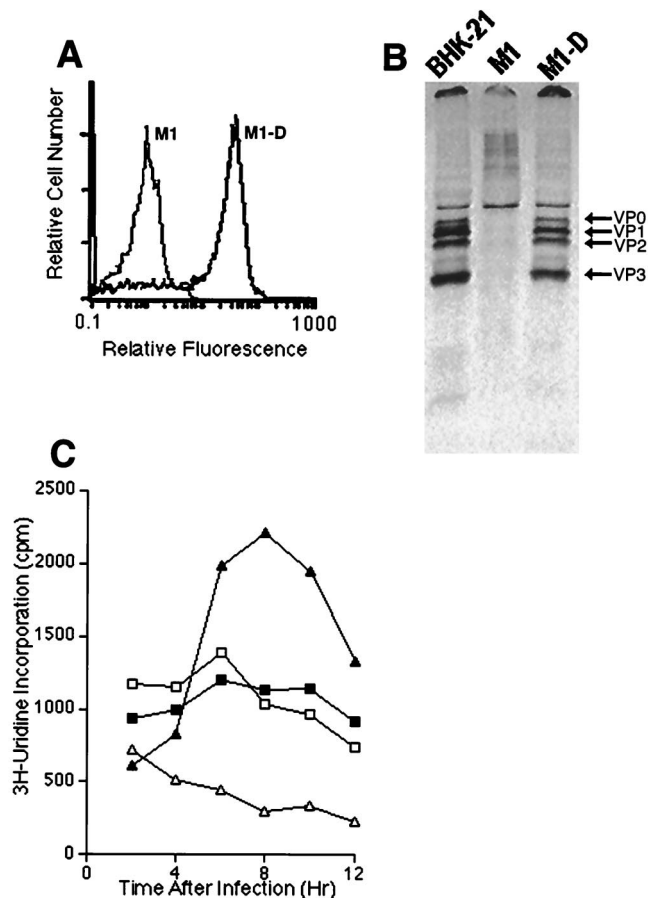 A
Relative Cell Number
M1
M1-D
0.1
1000
Relative Fluorescence
B
BHK-21
M1
M1-D
VP0
VP1
VP2
VP3
C
3H-Uridine Incorporation (cpm)
2500
2000
1500
1000
500
0
0
4
8
12
Time After Infection (Hr)